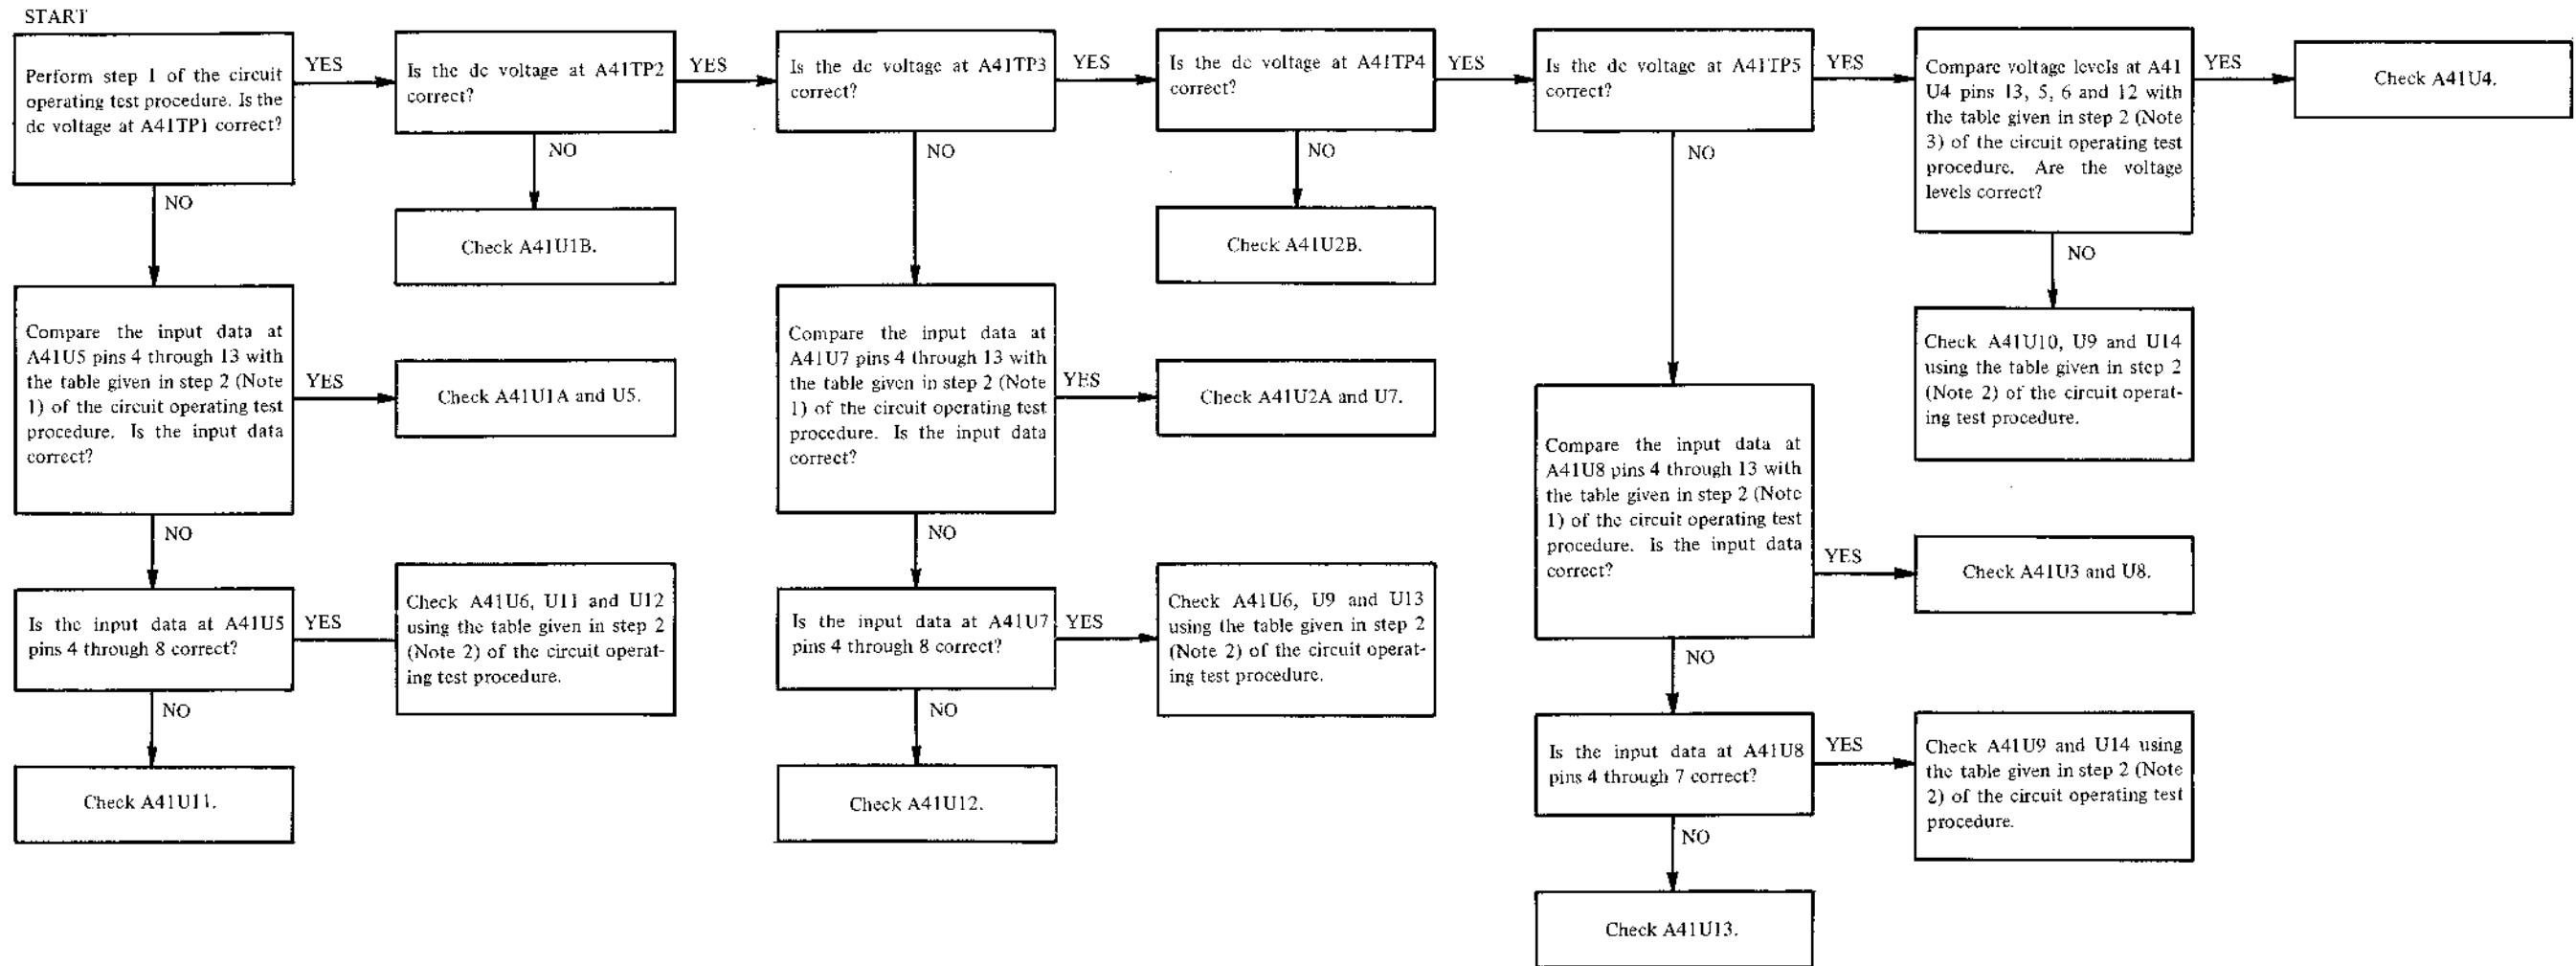 START
Perform step 1 of the circuit
operating test procedure. Is the
dc voltage at A41TP1 correct?
YES
NO
Is the dc voltage at A41TP2
correct?
YES
NO
Is the dc voltage at A41TP3
correct?
YES
NO
Is the dc voltage at A41TP4
correct?
YES
NO
Is the dc voltage at A41TP5
correct?
YES
NO
Compare voltage levels at A41
U4 pins 13, 5, 6 and 12 with
the table given in step 2 (Note
3) of the circuit operating test
procedure. Are the voltage
levels correct?
YES
NO
Check A41U4.
Check A41U1B.
Check A41U2B.
Compare the input data at
A41U5 pins 4 through 13 with
the table given in step 2 (Note
1) of the circuit operating test
procedure. Is the input data
correct?
YES
NO
Check A41U1A and U5.
Compare the input data at
A41U7 pins 4 through 13 with
the table given in step 2 (Note
1) of the circuit operating test
procedure. Is the input data
correct?
YES
NO
Check A41U2A and U7.
Check A41U10, U9 and U14
using the table given in step 2
(Note 2) of the circuit operat-
ing test procedure.
Compare the input data at
A41U8 pins 4 through 13 with
the table given in step 2 (Note
1) of the circuit operating test
procedure. Is the input data
correct?
YES
NO
Check A41U3 and U8.
Is the input data at A41U5
pins 4 through 8 correct?
YES
NO
Check A41U6, U11 and U12
using the table given in step 2
(Note 2) of the circuit operat-
ing test procedure.
Is the input data at A41U7
pins 4 through 8 correct?
YES
NO
Check A41U6, U9 and U13
using the table given in step 2
(Note 2) of the circuit operat-
ing test procedure.
Is the input data at A41U8
pins 4 through 7 correct?
YES
NO
Check A41U9 and U14 using
the table given in step 2 (Note
2) of the circuit operating test
procedure.
Check A41U11.
Check A41U12.
Check A41U13.